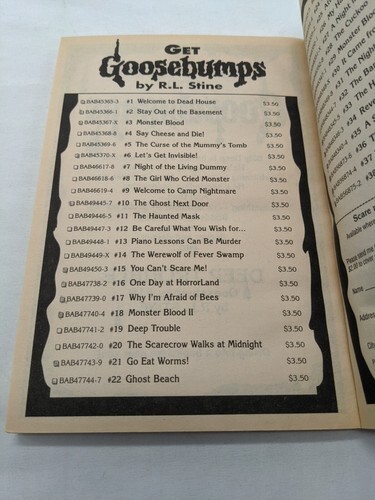 GET
Goosebumps
by R.L. Stine
BAB45365-3 #1 Welcome to Dead House $3.50
BAB45366-1 #2 Stay Out of the Basement $3.50
BAB45367-X #3 Monster Blood $3.50
BAB45368-8 #4 Say Cheese and Die! $3.50
BAB45369-6 #5 The Curse of the Mummy's Tomb $3.50
BAB45370-X #6 Let's Get Invisible! $3.50
BAB46617-8 #7 Night of the Living Dummy $3.50
BAB46618-6 #8 The Girl Who Cried Monster $3.50
BAB46619-4 #9 Welcome to Camp Nightmare $3.50
BAB49445-7 #10 The Ghost Next Door $3.50
BAB49446-5 #11 The Haunted Mask $3.50
BAB49447-3 #12 Be Careful What You Wish for... $3.50
BAB49448-1 #13 Piano Lessons Can Be Murder $3.50
BAB49449-X #14 The Werewolf of Fever Swamp $3.50
BAB49450-3 #15 You Can't Scare Me! $3.50
BAB47738-2 #16 One Day at HorrorLand $3.50
BAB47739-0 #17 Why I'm Afraid of Bees $3.50
BAB47740-4 #18 Monster Blood II $3.50
BAB47741-2 #19 Deep Trouble $3.50
BAB47742-0 #20 The Scarecrow Walks at Midnight $3.50
BAB47743-9 #21 Go Eat Worms! $3.50
BAB47744-7 #22 Ghost Beach $3.50
Scare
Available where
Please send me
Name
Address
City